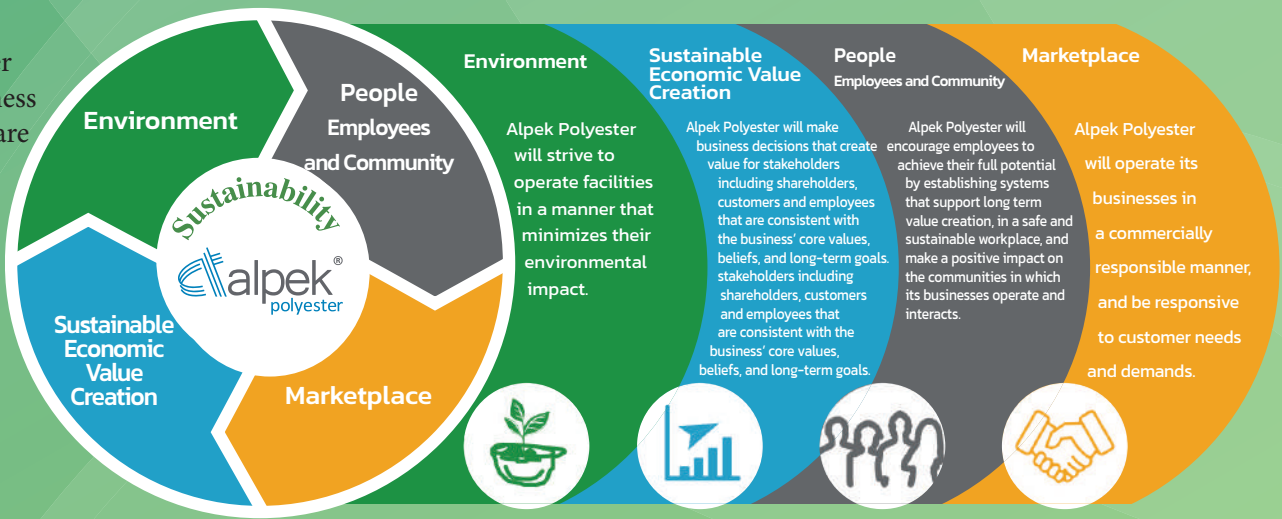 er
ness
are
Environment
People
Employees
and Community
Sustainability
alpek®
polyester
Sustainable
Economic
Value
Creation
Marketplace
Environment
Alpek Polyester
will strive to
operate facilities
in a manner that
minimizes their
environmental
impact.
Sustainable
Economic Value
Creation
Alpek Polyester will make
business decisions that create
value for stakeholders
including shareholders,
customers and employees
that are consistent with
the business' core values,
beliefs, and long-term goals.
stakeholders including
shareholders, customers
and employees that
are consistent with the
business' core values,
beliefs, and long-term goals.
People
Employees and Community
Alpek Polyester will
encourage employees to
achieve their full potential
by establishing systems
that support long term
value creation, in a safe and
sustainable workplace, and
make a positive impact on
the communities in which
its businesses operate and
interacts.
Marketplace
Alpek Polyester
will operate its
businesses in
a commercially
responsible manner,
and be responsive
to customer needs
and demands.